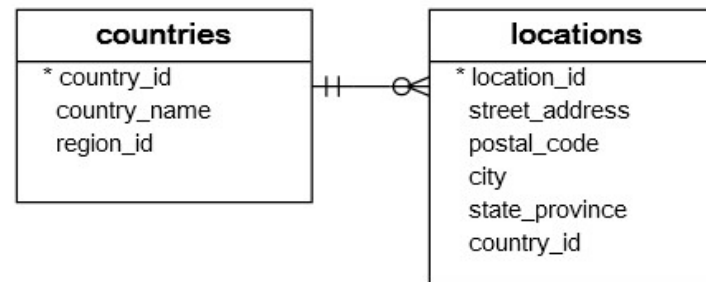 countries
* country_id
country_name
region_id
locations
* location_id
street_address
postal_code
city
state_province
country_id